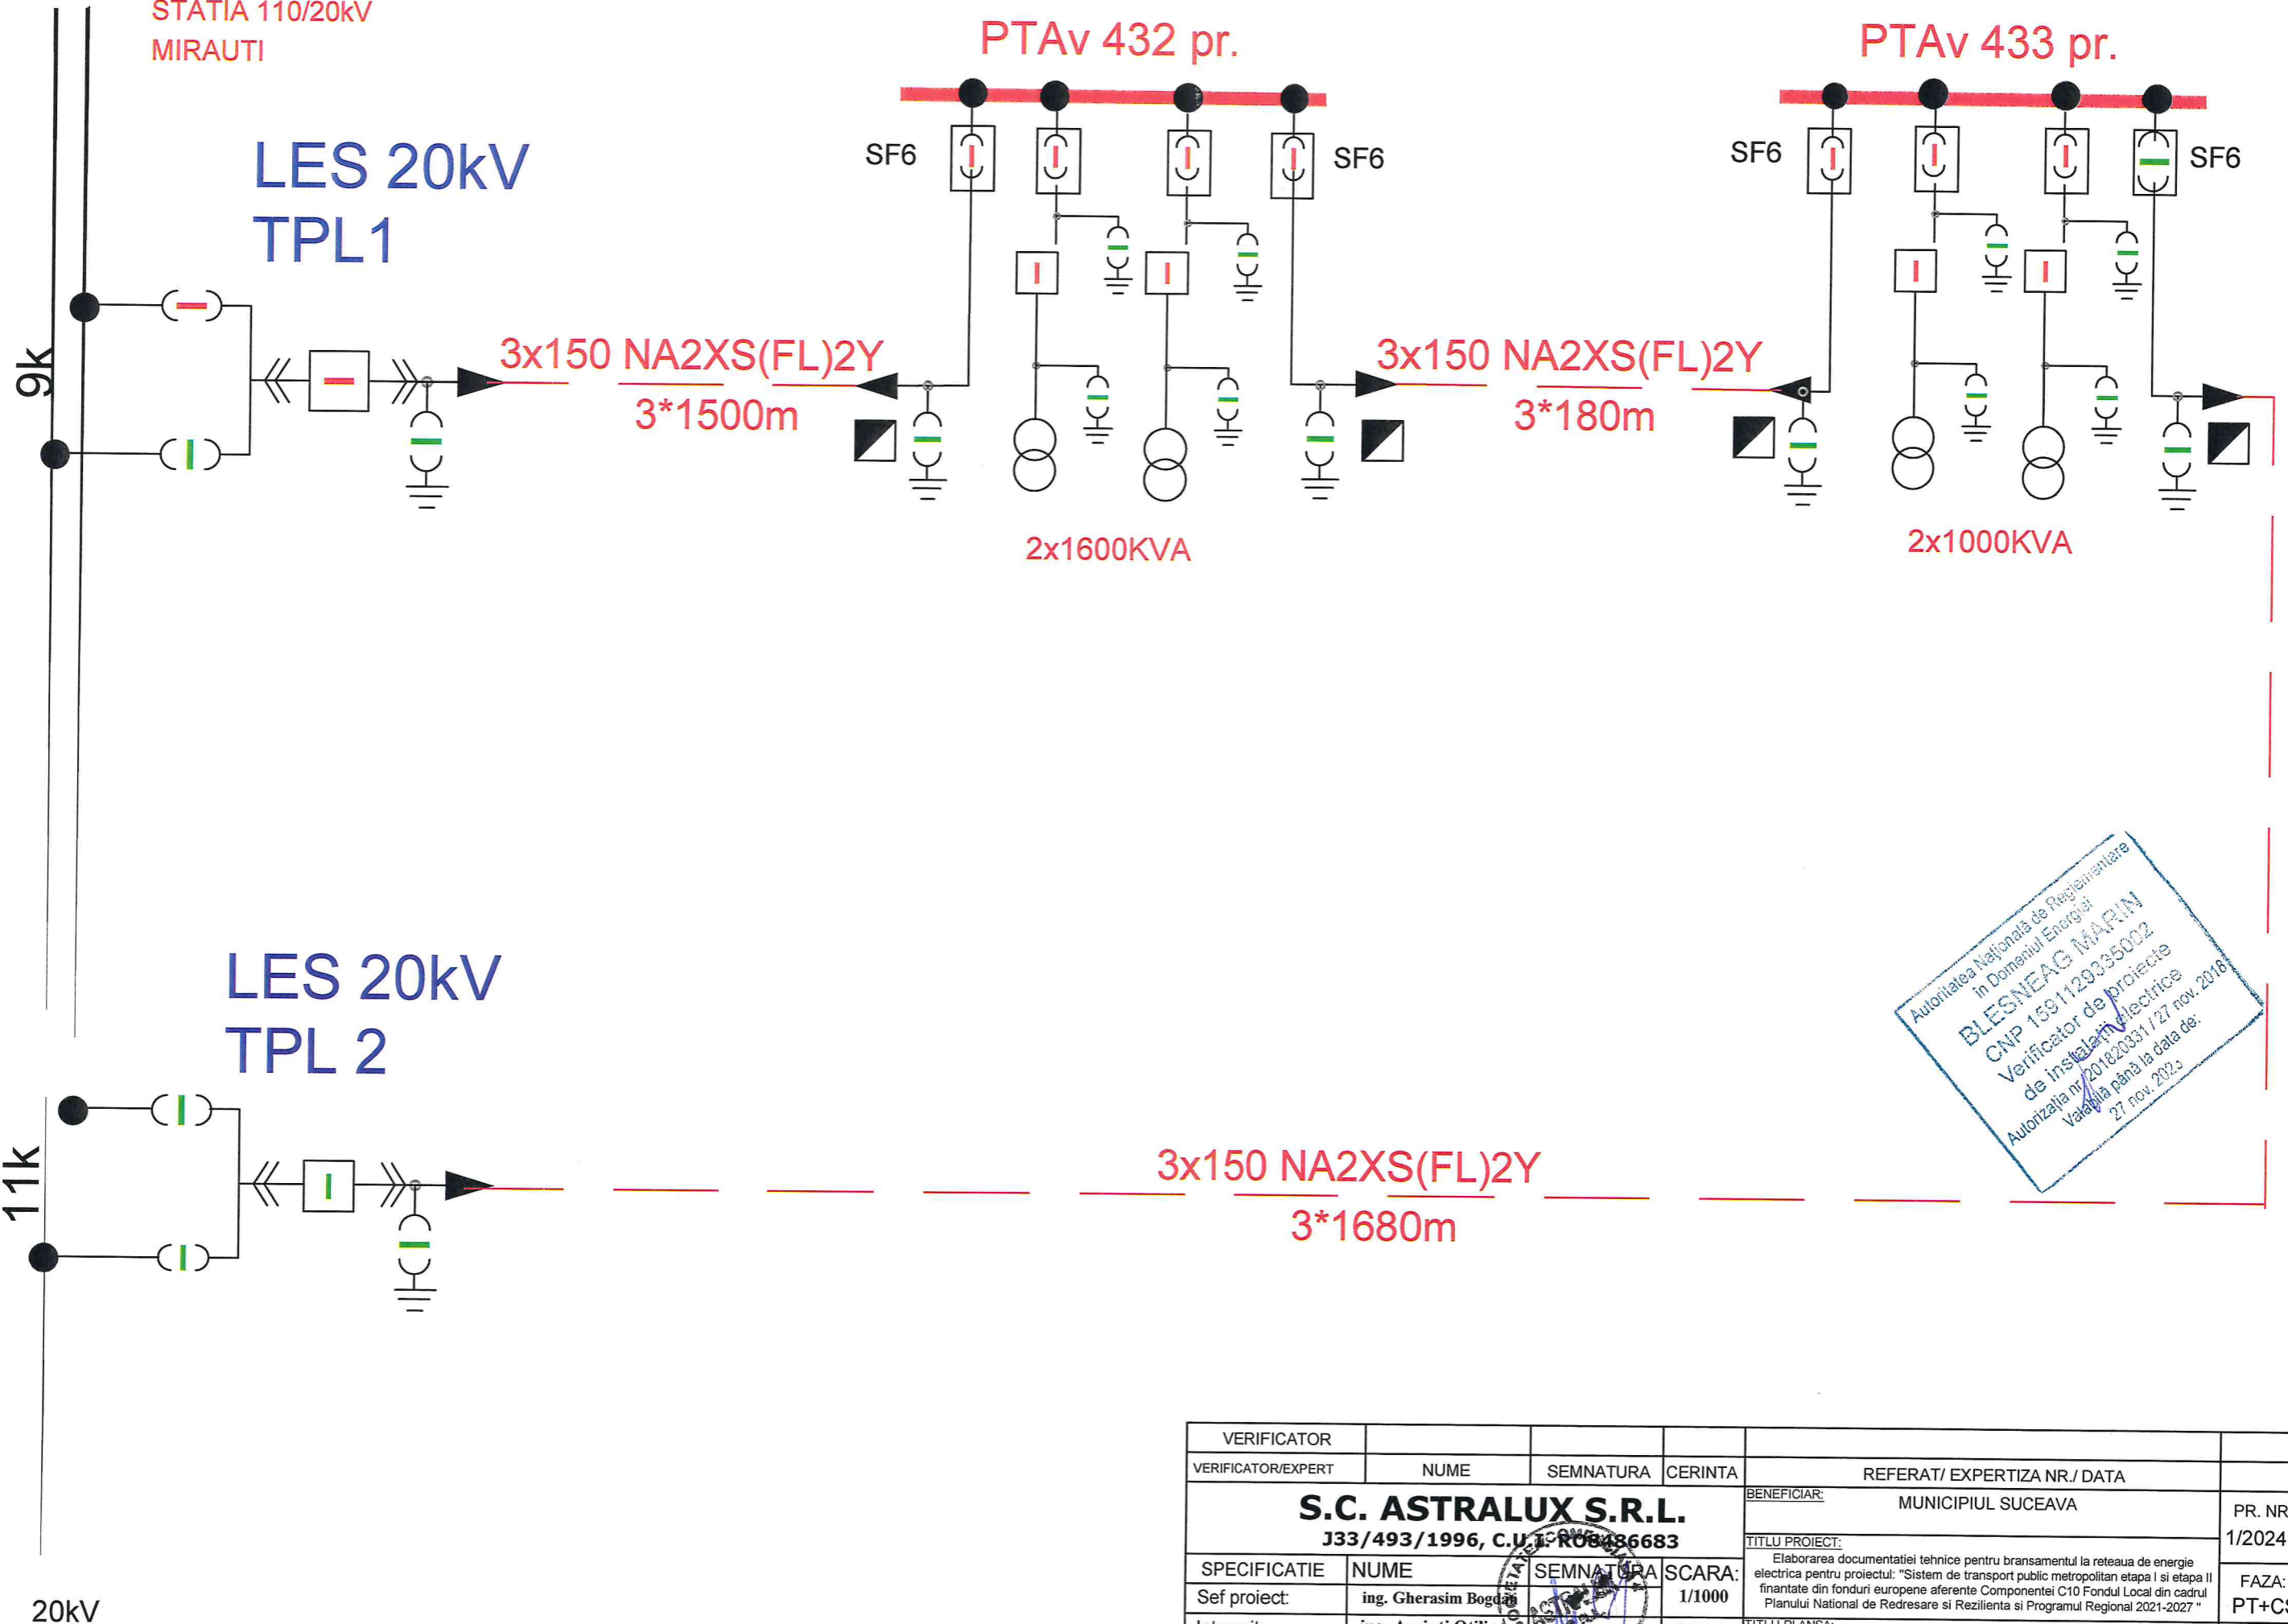 STATIA 110/20kV
MIRAUTI
PTAv 432 pr.
PTAv 433 pr.
SF6
SF6
SF6
SF6
LES 20kV
TPL1
9k
3x150 NA2XS(FL)2Y
3*1500m
3x150 NA2XS(FL)2Y
3*180m
2x1600KVA
2x1000KVA
LES 20kV
TPL 2
11k
3x150 NA2XS(FL)2Y
3*1680m
Autoritatea Națională de Reglementare
în Domeniul Energiei
BLESNEAG MARIN
CNP 1591129335002
Verificator de proiecte
de instalații electrice
Autorizația nr. 201820331 / 27 nov. 2018
Valabilă până la data de:
27 nov. 2023
20kV
VERIFICATOR
VERIFICATOR/EXPERT NUME SEMNATURA CERINTA REFERAT/ EXPERTIZA NR./ DATA
S.C. ASTRALUX S.R.L.
J33/493/1996, C.U.I. RO8486683
BENEFICIAR: MUNICIPIUL SUCEAVA
PR. NR
1/2024
TITLU PROIECT:
Elaborarea documentatiei tehnice pentru bransamentul la reteaua de energie
electrica pentru proiectul: "Sistem de transport public metropolitan etapa I si etapa II
finantate din fonduri europene aferente Componentei C10 Fondul Local din cadrul
Planului National de Redresare si Rezilienta si Programul Regional 2021-2027 "
SPECIFICATIE NUME SEMNATURA SCARA:
Sef proiect: ing. Gherasim Bogdan 1/1000
FAZA:
PT+CS